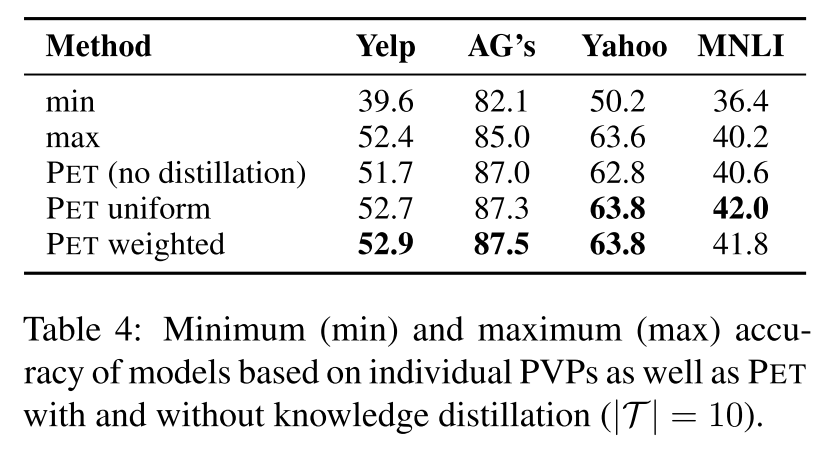 Method Yelp AG's Yahoo MNLI
min 39.6 82.1 50.2 36.4
max 52.4 85.0 63.6 40.2
PET (no distillation) 51.7 87.0 62.8 40.6
PET uniform 52.7 87.3 63.8 42.0
PET weighted 52.9 87.5 63.8 41.8
Table 4: Minimum (min) and maximum (max) accu-
racy of models based on individual PVPs as well as PET
with and without knowledge distillation (|𝒯| = 10).